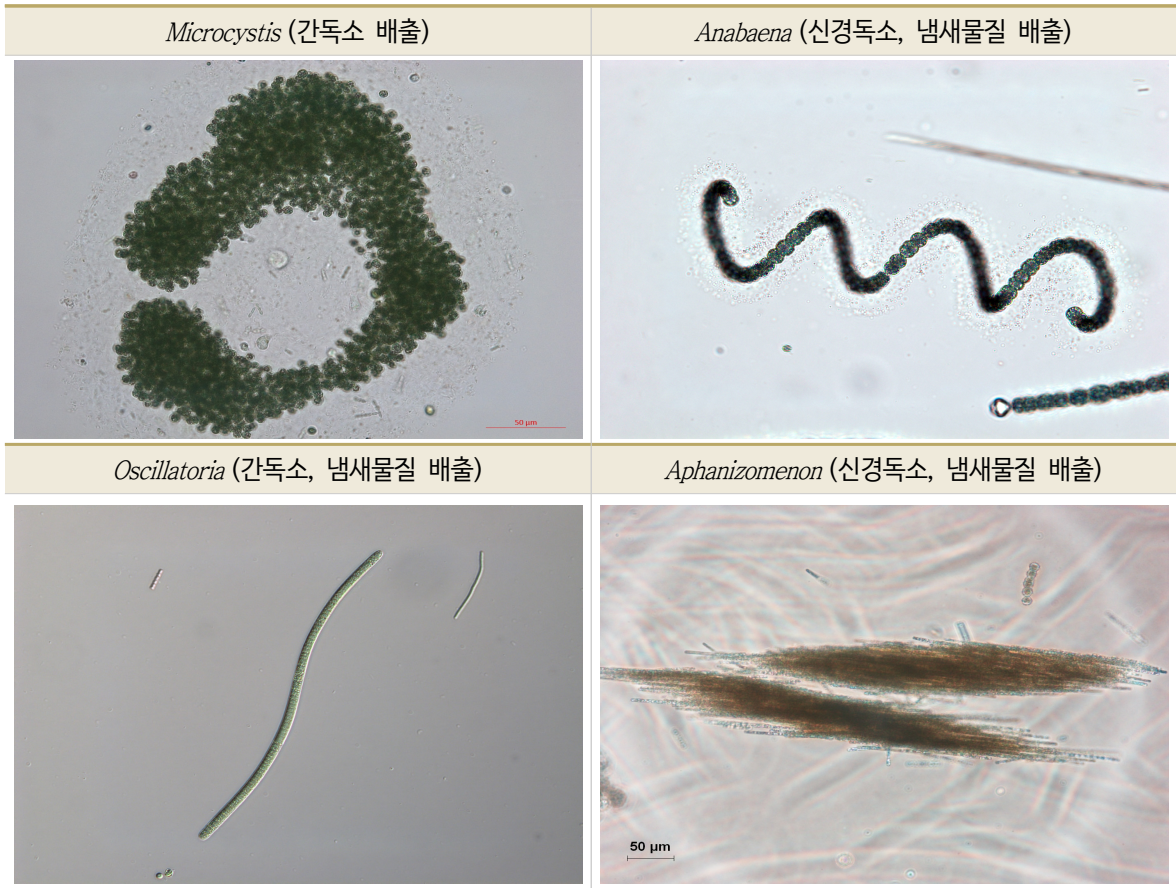 Microcystis (간독소 배출)
Anabaena (신경독소, 냄새물질 배출)
50 μm
Oscillatoria (간독소, 냄새물질 배출)
Aphanizomenon (신경독소, 냄새물질 배출)
50 μm